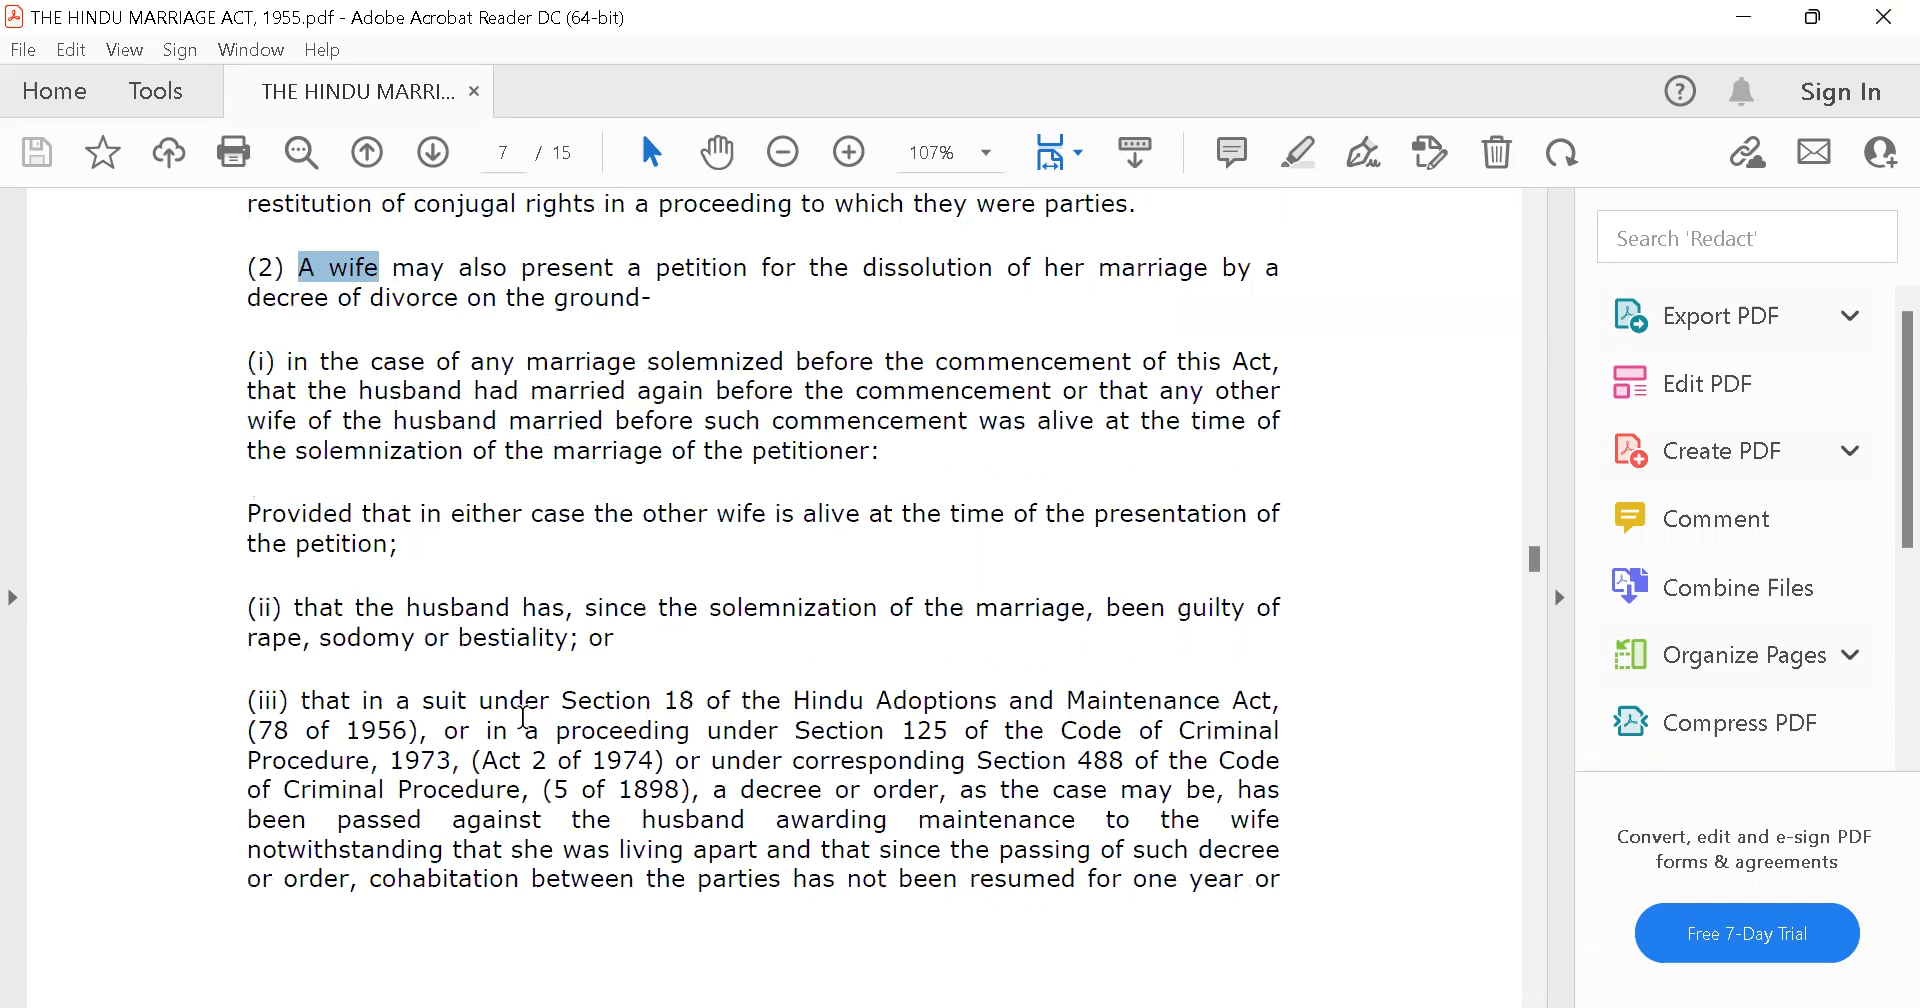 THE HINDU MARRIAGE ACT, 1955.pdf - Adobe Acrobat Reader DC (64-bit)
File Edit View Sign Window Help
Home Tools THE HINDU MARRI... Sign In
7 / 15 107%
restitution of conjugal rights in a proceeding to which they were parties.
(2) A wife may also present a petition for the dissolution of her marriage by a
decree of divorce on the ground-
(i) in the case of any marriage solemnized before the commencement of this Act,
that the husband had married again before the commencement or that any other
wife of the husband married before such commencement was alive at the time of
the solemnization of the marriage of the petitioner:
Provided that in either case the other wife is alive at the time of the presentation of
the petition;
(ii) that the husband has, since the solemnization of the marriage, been guilty of
rape, sodomy or bestiality; or
(iii) that in a suit under Section 18 of the Hindu Adoptions and Maintenance Act,
(78 of 1956), or in a proceeding under Section 125 of the Code of Criminal
Procedure, 1973, (Act 2 of 1974) or under corresponding Section 488 of the Code
of Criminal Procedure, (5 of 1898), a decree or order, as the case may be, has
been passed against the husband awarding maintenance to the wife
notwithstanding that she was living apart and that since the passing of such decree
or order, cohabitation between the parties has not been resumed for one year or
Search 'Redact'
Export PDF
Edit PDF
Create PDF
Comment
Combine Files
Organize Pages
Compress PDF
Convert, edit and e-sign PDF
forms & agreements
Free 7-Day Trial